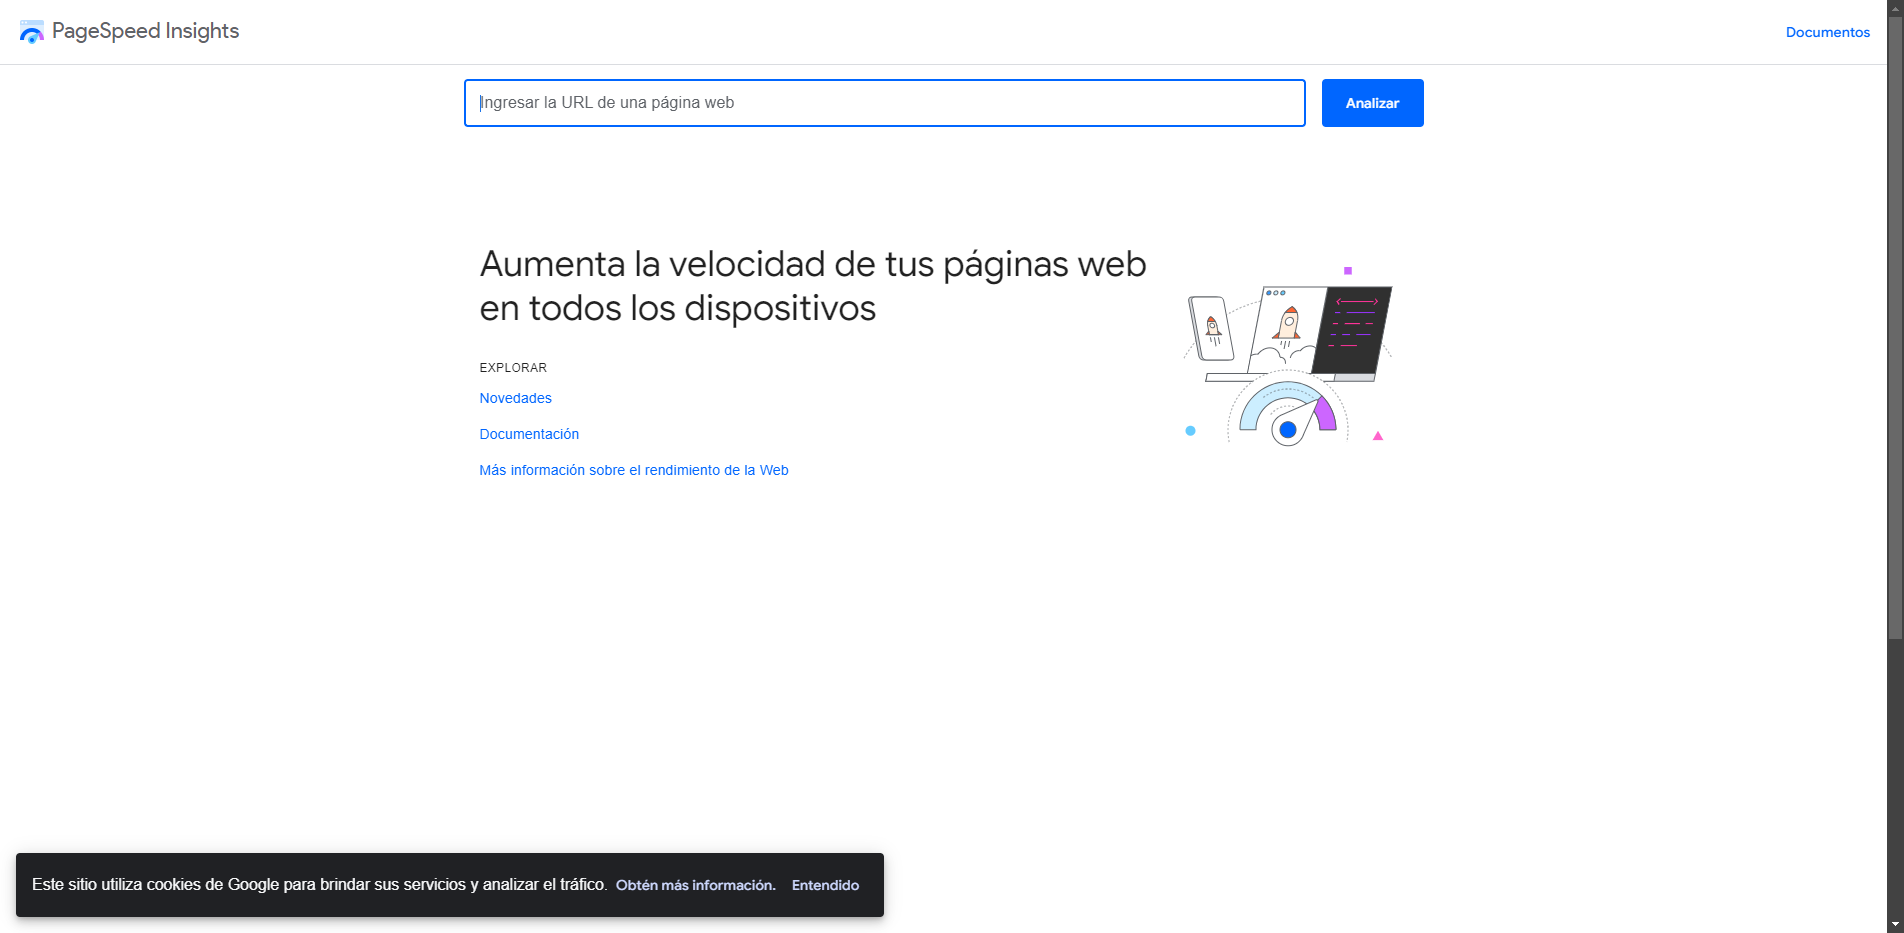 PageSpeed Insights
Documentos
Ingresar la URL de una página web
Analizar
Aumenta la velocidad de tus páginas web
en todos los dispositivos
EXPLORAR
Novedades
Documentación
Más información sobre el rendimiento de la Web
Este sitio utiliza cookies de Google para brindar sus servicios y analizar el tráfico. Obtén más información. Entendido